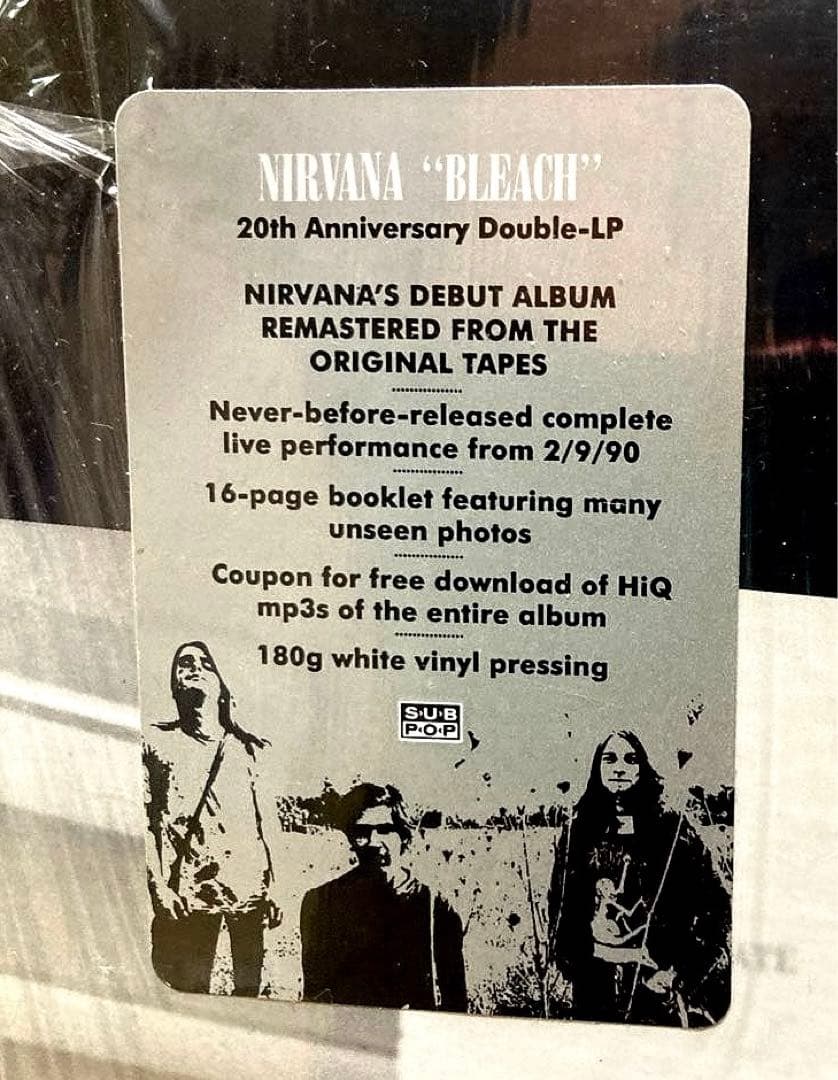 NIRVANA “BLEACH”
20th Anniversary Double-LP
NIRVANA’S DEBUT ALBUM
REMASTERED FROM THE
ORIGINAL TAPES
Never-before-released complete
live performance from 2/9/90
16-page booklet featuring many
unseen photos
Coupon for free download of HiQ
mp3s of the entire album
180g white vinyl pressing
S·U·B
P·O·P